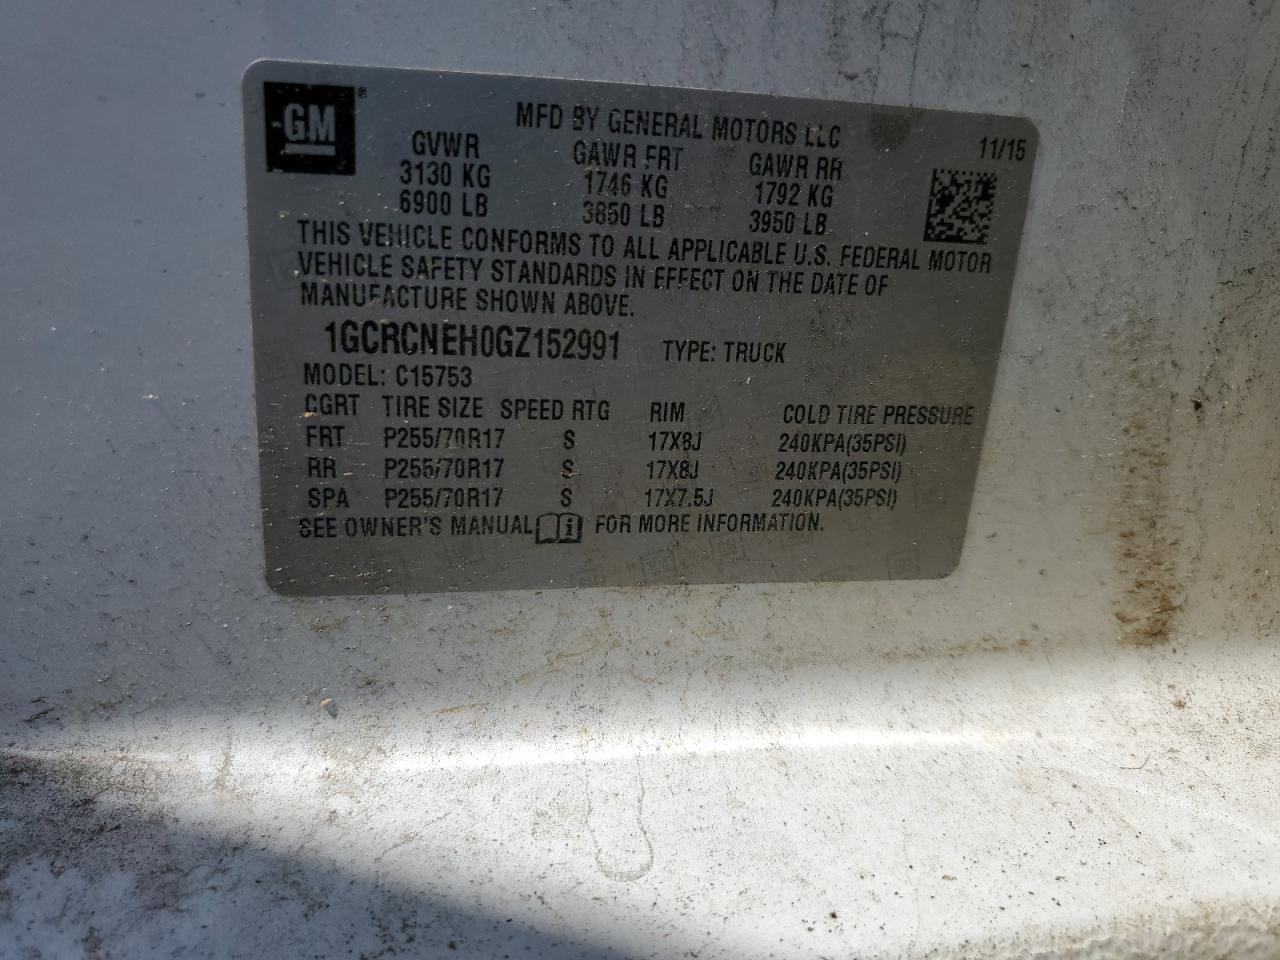 GM®
MFD BY GENERAL MOTORS LLC
11/15
GVWR GAWR FRT GAWR RR
3130 KG 1746 KG 1792 KG
6900 LB 3850 LB 3950 LB
THIS VEHICLE CONFORMS TO ALL APPLICABLE U.S. FEDERAL MOTOR
VEHICLE SAFETY STANDARDS IN EFFECT ON THE DATE OF
MANUFACTURE SHOWN ABOVE.
1GCRCNEH0GZ152991 TYPE: TRUCK
MODEL: C15753
CGRT TIRE SIZE SPEED RTG RIM COLD TIRE PRESSURE
FRT P255/70R17 S 17X8J 240KPA(35PSI)
RR P255/70R17 S 17X8J 240KPA(35PSI)
SPA P255/70R17 S 17X7.5J 240KPA(35PSI)
SEE OWNER'S MANUAL FOR MORE INFORMATION.